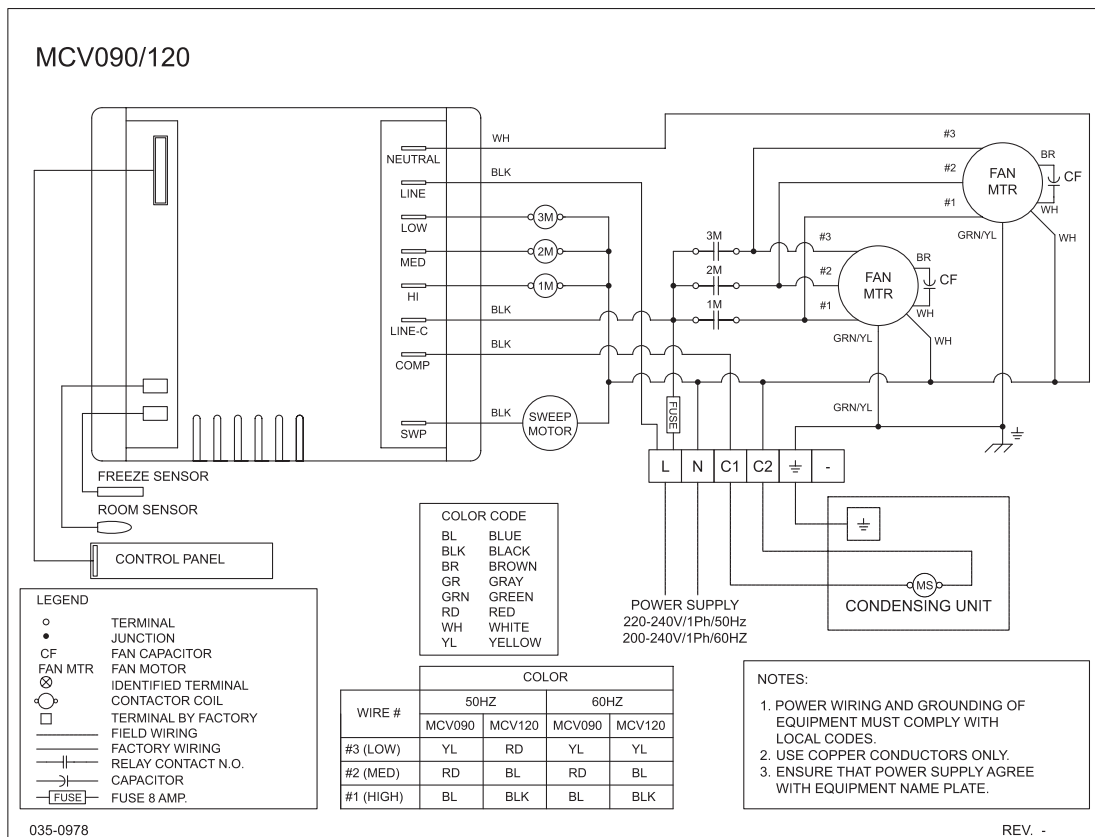 MCV090/120
NEUTRAL
LINE
LOW
MED
HI
LINE-C
COMP
SWP
WH
BLK
3M
2M
1M
BLK
BLK
BLK
SWEEP
MOTOR
FUSE
3M
2M
1M
#3
#2
#1
#3
#2
#1
FAN
MTR
BR
CF
WH
WH
GRN/YL
FAN
MTR
BR
CF
WH
WH
GRN/YL
GRN/YL
L N C1 C2 -
MS
CONDENSING UNIT
POWER SUPPLY
220-240V/1Ph/50Hz
200-240V/1Ph/60HZ
FREEZE SENSOR
ROOM SENSOR
CONTROL PANEL
LEGEND
TERMINAL
JUNCTION
CF FAN CAPACITOR
FAN MTR FAN MOTOR
IDENTIFIED TERMINAL
CONTACTOR COIL
TERMINAL BY FACTORY
FIELD WIRING
FACTORY WIRING
RELAY CONTACT N.O.
CAPACITOR
FUSE FUSE 8 AMP.
COLOR CODE
BL BLUE
BLK BLACK
BR BROWN
GR GRAY
GRN GREEN
RD RED
WH WHITE
YL YELLOW
WIRE # COLOR
50HZ 60HZ
MCV090 MCV120 MCV090 MCV120
#3 (LOW) YL RD YL YL
#2 (MED) RD BL RD BL
#1 (HIGH) BL BLK BL BLK
NOTES:
1. POWER WIRING AND GROUNDING OF
EQUIPMENT MUST COMPLY WITH
LOCAL CODES.
2. USE COPPER CONDUCTORS ONLY.
3. ENSURE THAT POWER SUPPLY AGREE
WITH EQUIPMENT NAME PLATE.
035-0978
REV. -